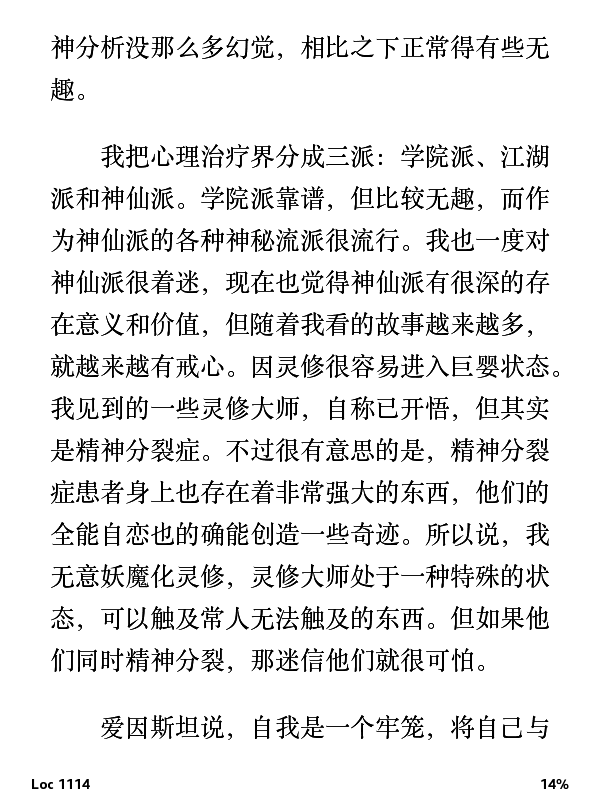 神分析没那么多幻觉，相比之下正常得有些无
趣。
我把心理治疗界分成三派：学院派、江湖
派和神仙派。学院派靠谱，但比较无趣，而作
为神仙派的各种神秘流派很流行。我也一度对
神仙派很着迷，现在也觉得神仙派有很深的存
在意义和价值，但随着我看的故事越来越多，
就越来越有戒心。因灵修很容易进入巨婴状态。
我见到的一些灵修大师，自称已开悟，但其实
是精神分裂症。不过很有意思的是，精神分裂
症患者身上也存在着非常强大的东西，他们的
全能自恋也的确能创造一些奇迹。所以说，我
无意妖魔化灵修，灵修大师处于一种特殊的状
态，可以触及常人无法触及的东西。但如果他
们同时精神分裂，那迷信他们就很可怕。
爱因斯坦说，自我是一个牢笼，将自己与
Loc 1114
14%